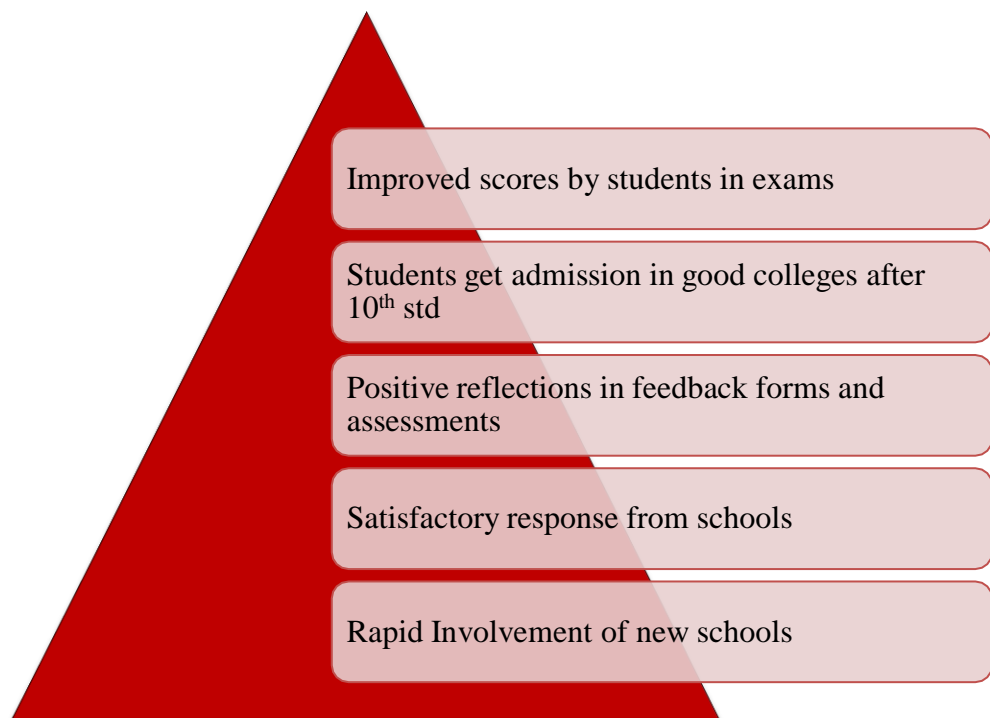 Improved scores by students in exams
Students get admission in good colleges after
10th std
Positive reflections in feedback forms and
assessments
Satisfactory response from schools
Rapid Involvement of new schools